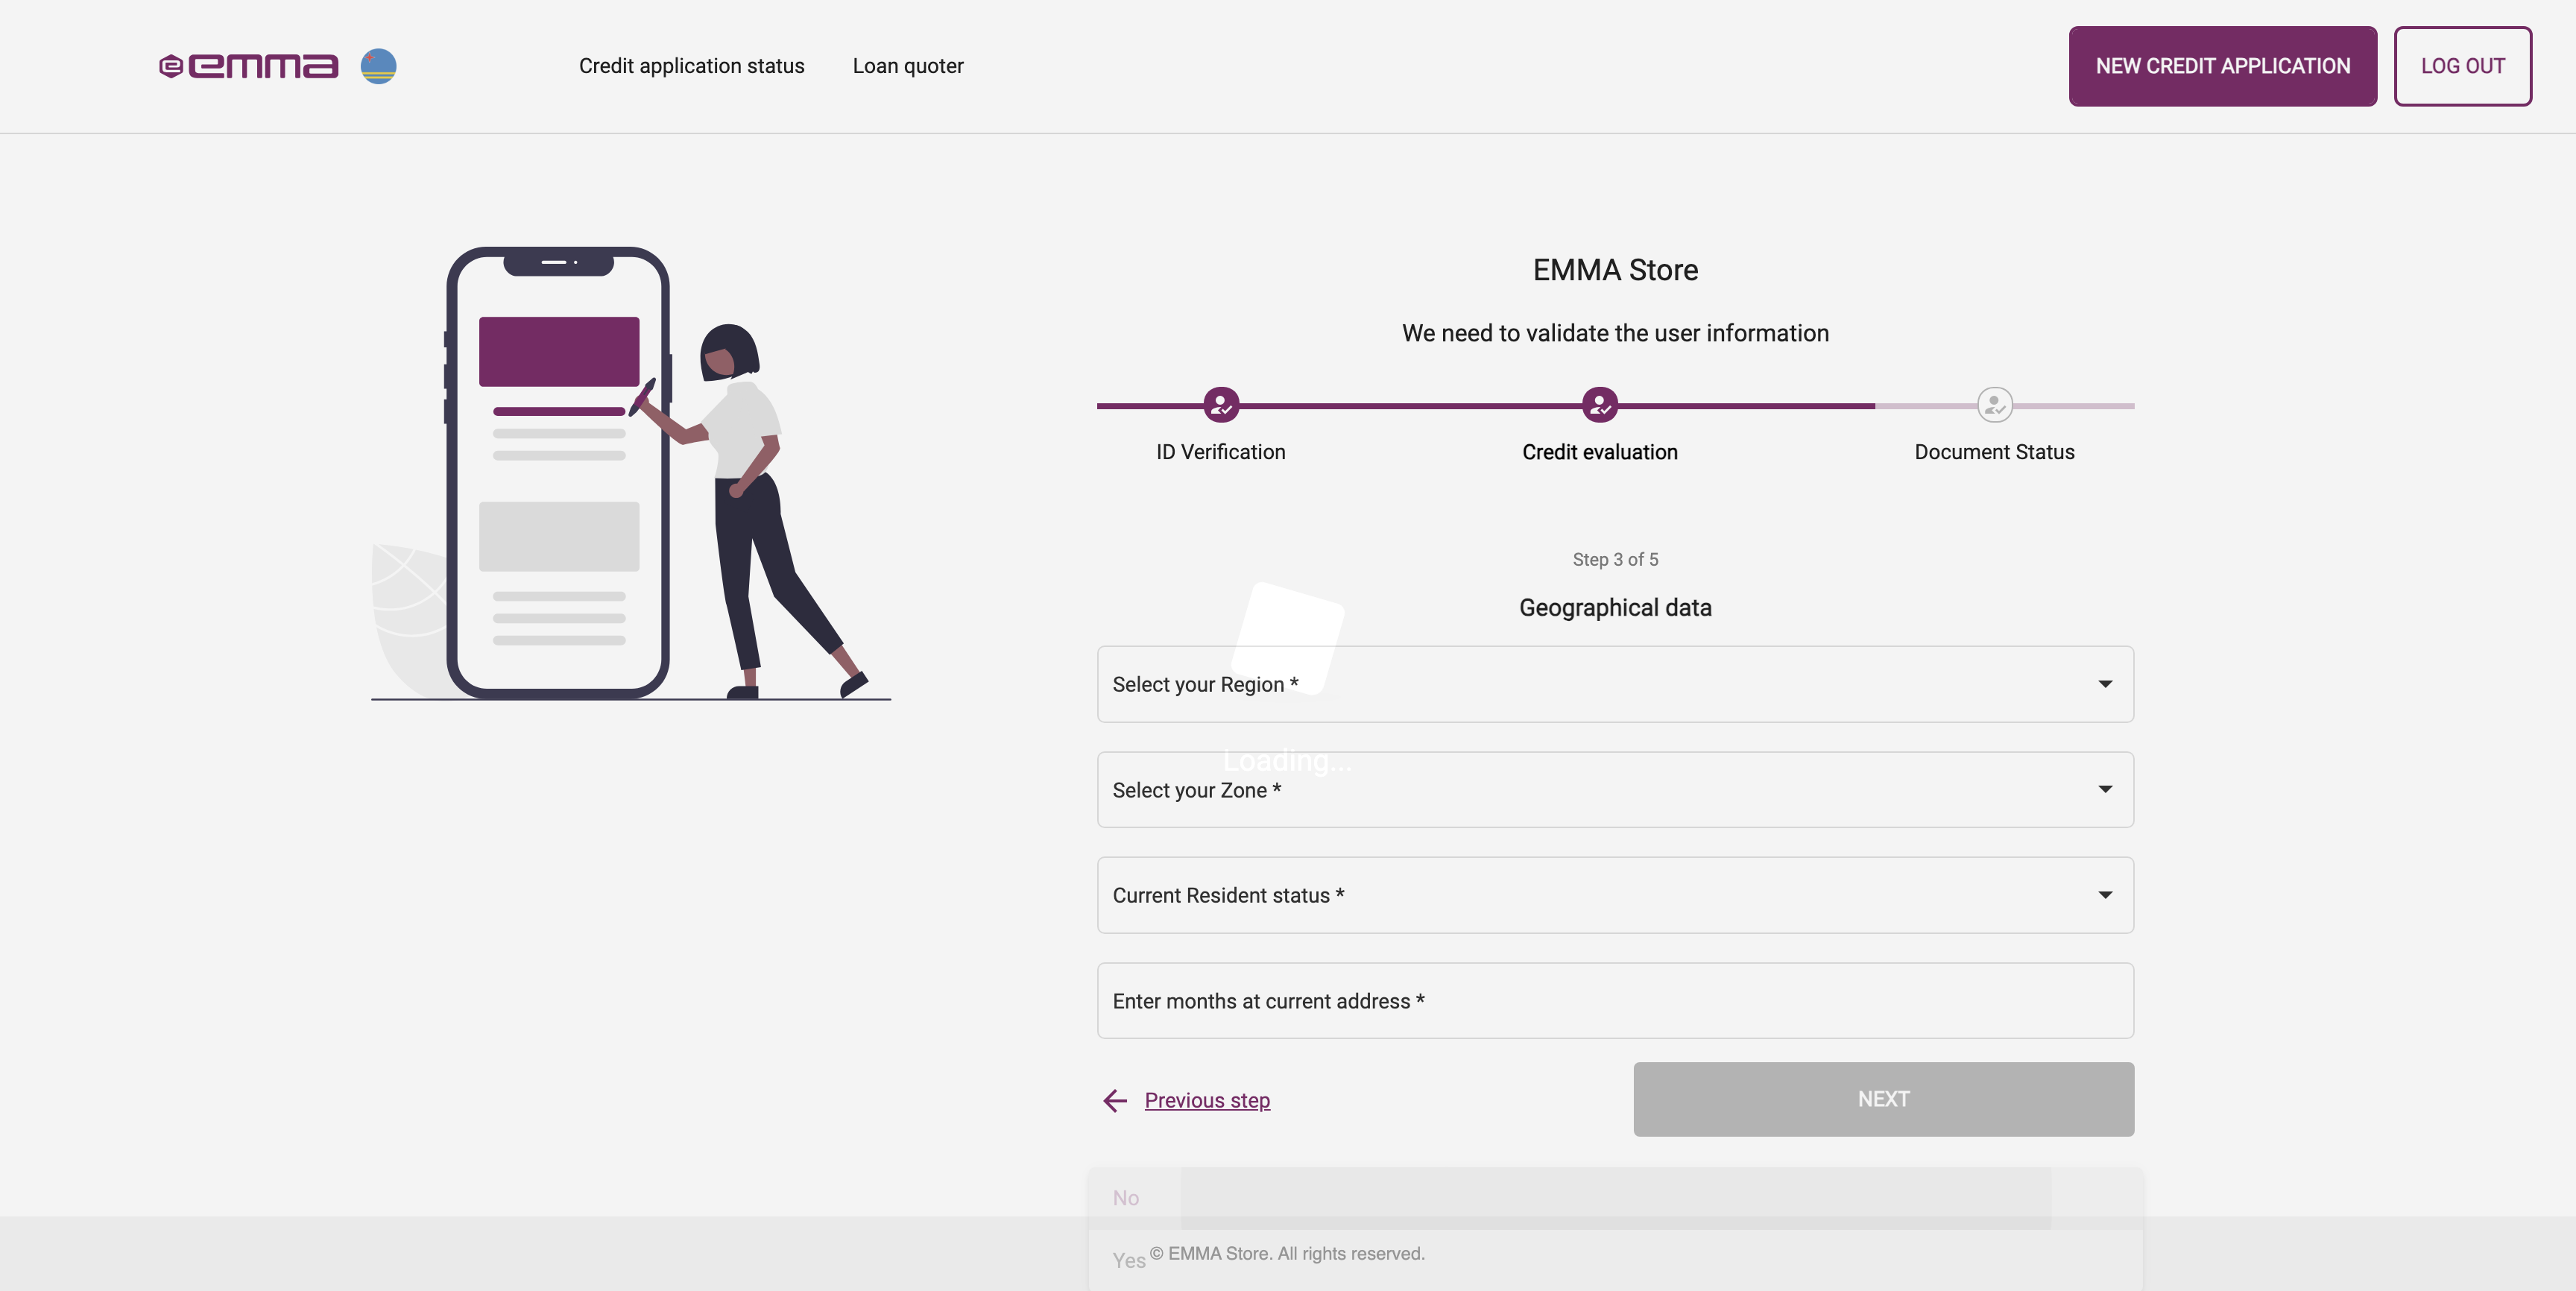 emma
Credit application status
Loan quoter
NEW CREDIT APPLICATION
LOG OUT
EMMA Store
We need to validate the user information
ID Verification
Credit evaluation
Document Status
Step 3 of 5
Geographical data
Select your Region *
Loading...
Select your Zone *
Current Resident status *
Enter months at current address *
Previous step
NEXT
No
Yes
© EMMA Store. All rights reserved.